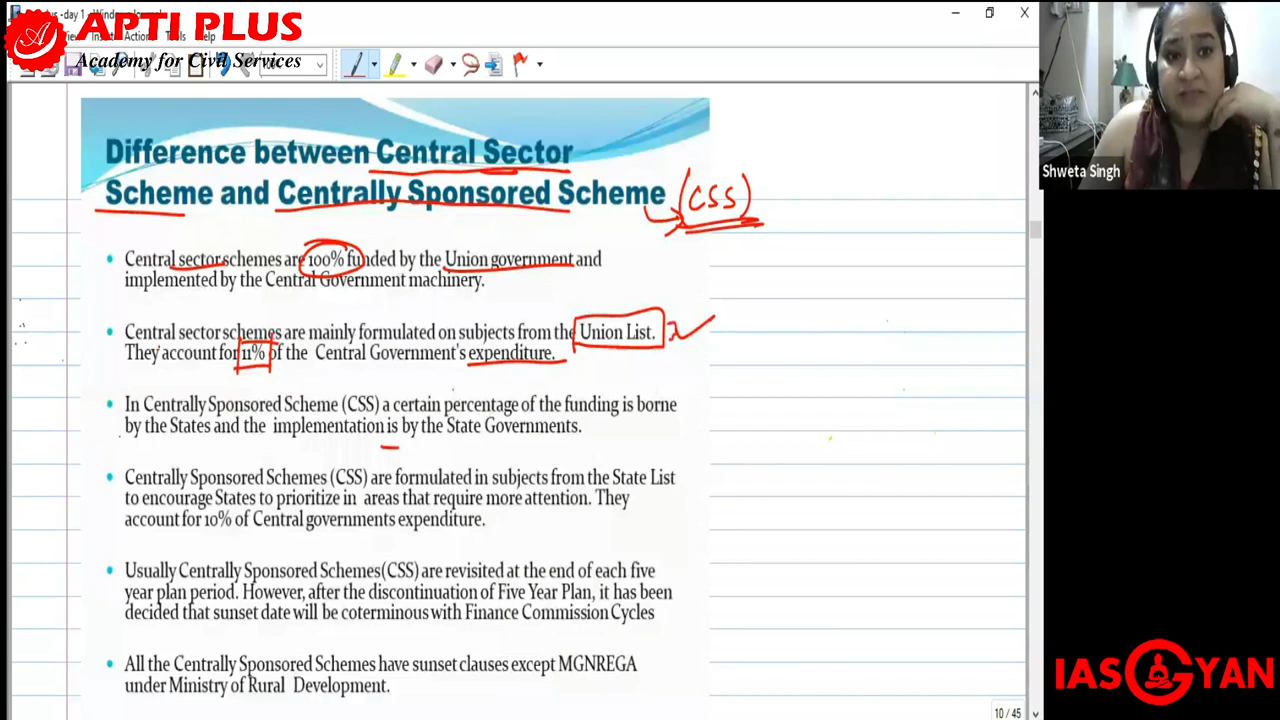 day 1 - Wind
APTI PLUS
Actions Tools Help
Academy for Civil Services
Shweta Singh
Difference between Central Sector
Scheme and Centrally Sponsored Scheme
(CSS)
• Central sector schemes are 100% funded by the Union government and
implemented by the Central Government machinery.
• Central sector schemes are mainly formulated on subjects from the Union List.
They account for 11% of the Central Government's expenditure.
• In Centrally Sponsored Scheme (CSS) a certain percentage of the funding is borne
by the States and the implementation is by the State Governments.
• Centrally Sponsored Schemes (CSS) are formulated in subjects from the State List
to encourage States to prioritize in areas that require more attention. They
account for 10% of Central governments expenditure.
• Usually Centrally Sponsored Schemes(CSS) are revisited at the end of each five
year plan period. However, after the discontinuation of Five Year Plan, it has been
decided that sunset date will be coterminous with Finance Commission Cycles
• All the Centrally Sponsored Schemes have sunset clauses except MGNREGA
under Ministry of Rural Development.
IAS GYAN
10 / 45